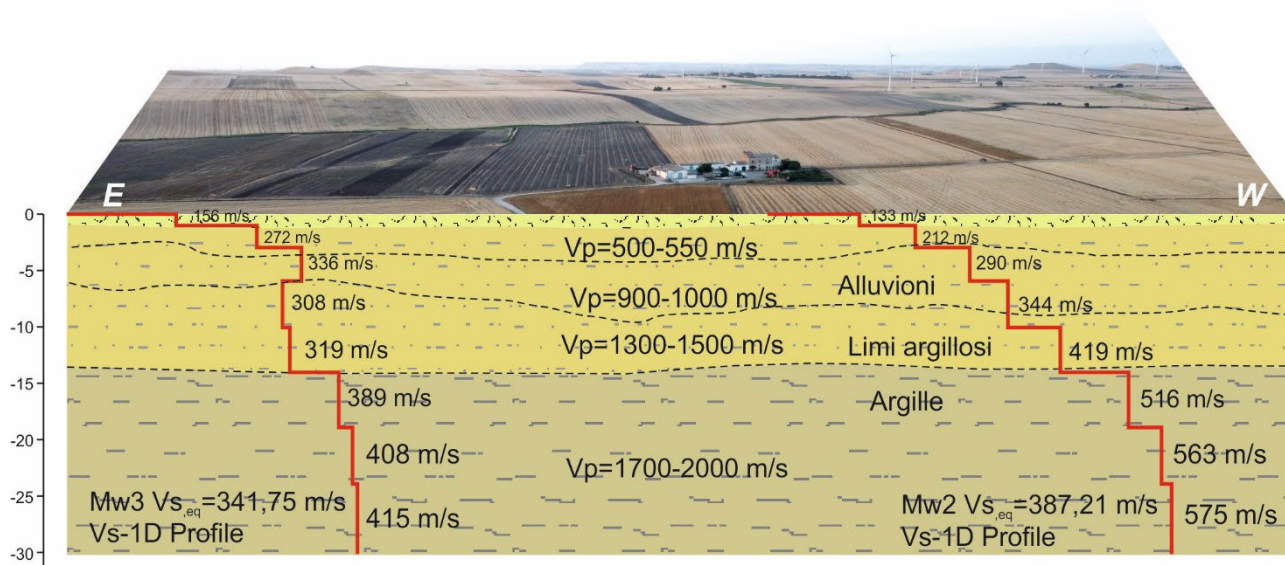 E
W
0
156 m/s
133 m/s
272 m/s
Vp=500-550 m/s
212 m/s
-5
336 m/s
290 m/s
Alluvioni
308 m/s
Vp=900-1000 m/s
344 m/s
-10
319 m/s
Vp=1300-1500 m/s
Limi argillosi
419 m/s
-15
389 m/s
Argille
516 m/s
-20
408 m/s
Vp=1700-2000 m/s
563 m/s
-25
Mw3 Vs,eq=341,75 m/s
Vs-1D Profile
415 m/s
Mw2 Vs,eq=387,21 m/s
Vs-1D Profile
575 m/s
-30